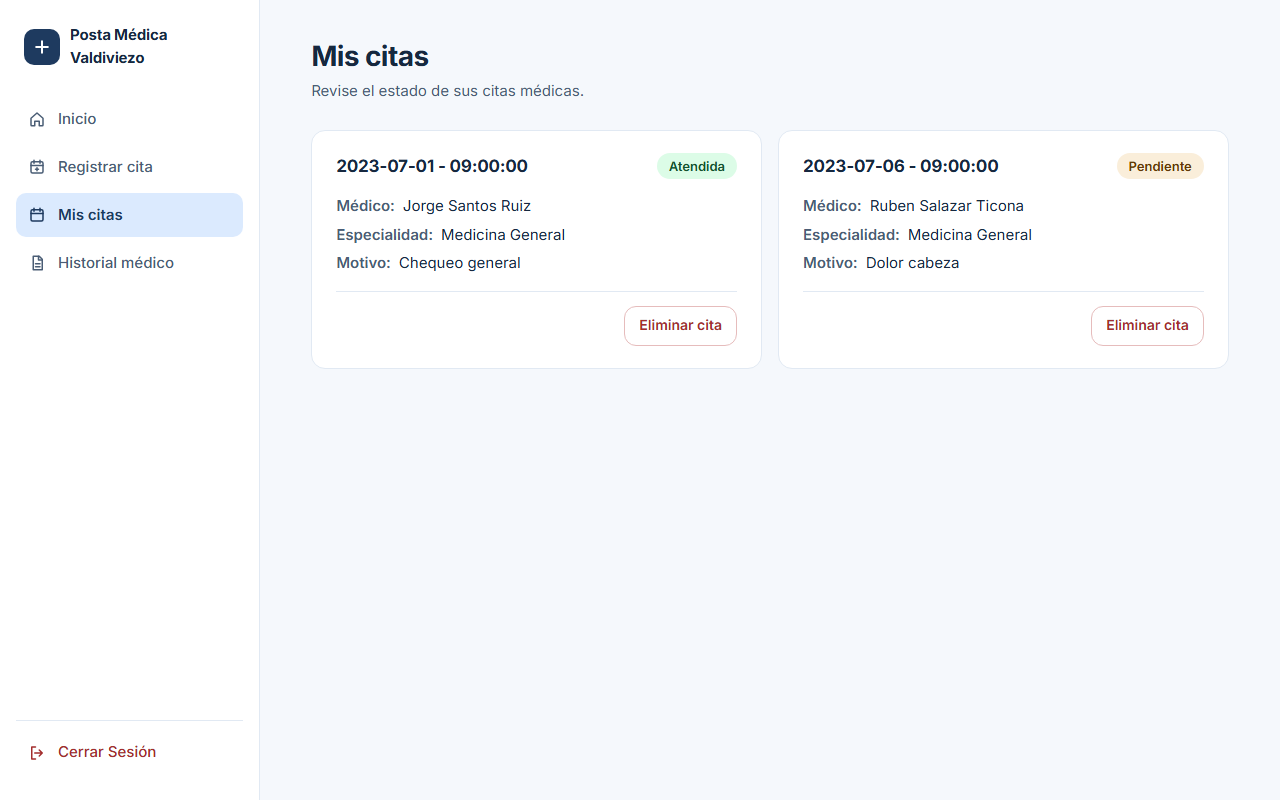 Posta Médica
Valdiviezo
Inicio
Registrar cita
Mis citas
Historial médico
Cerrar Sesión
Mis citas
Revise el estado de sus citas médicas.
2023-07-01 - 09:00:00
Atendida
Médico: Jorge Santos Ruiz
Especialidad: Medicina General
Motivo: Chequeo general
Eliminar cita
2023-07-06 - 09:00:00
Pendiente
Médico: Ruben Salazar Ticona
Especialidad: Medicina General
Motivo: Dolor cabeza
Eliminar cita